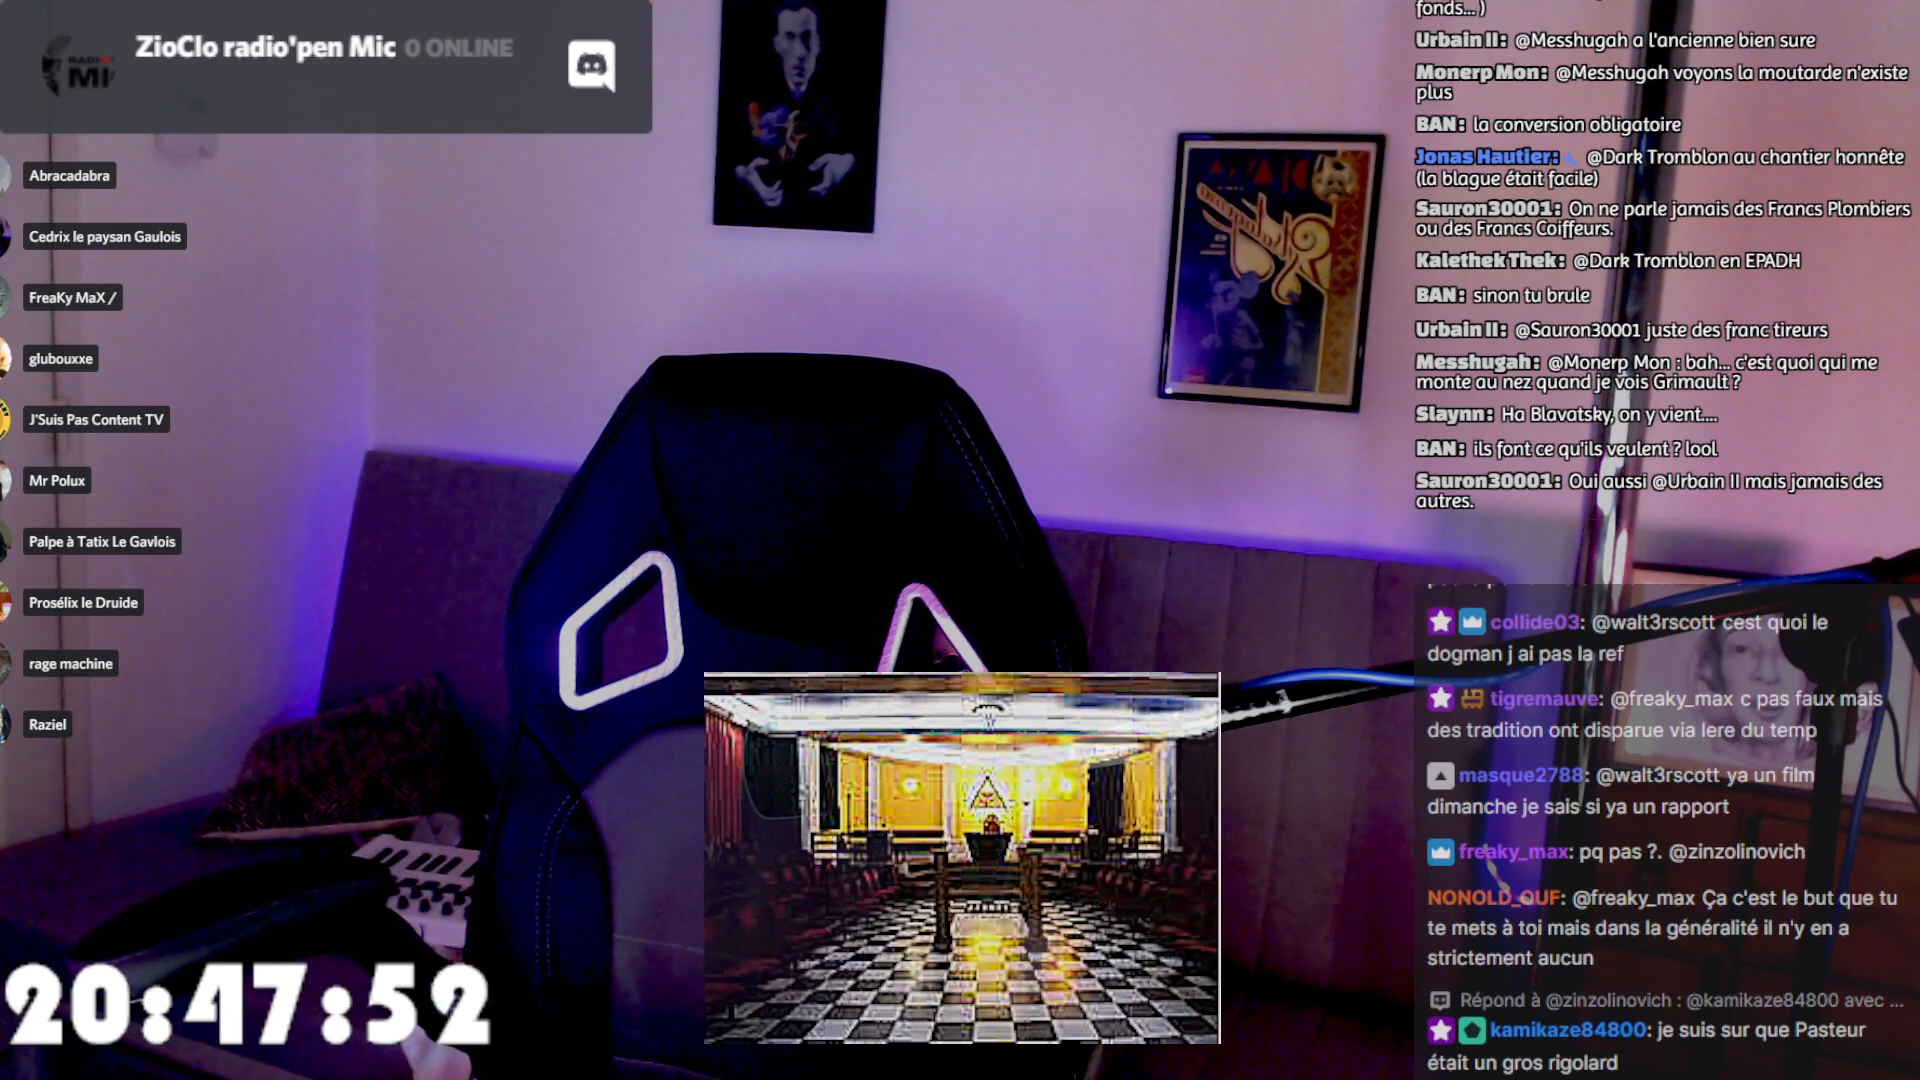 ZioClo radio'pen Mic 0 ONLINE
MI
Abracadabra
Cedrix le paysan Gaulois
FreaKy MaX /
glubouxxe
J'Suis Pas Content TV
Mr Polux
Palpe à Tatix Le Gavlois
Prosélix le Druide
rage machine
Raziel
20:47:52
fonds... )
Urbain II: @Messhugah a l'ancienne bien sure
Monerp Mon: @Messhugah voyons la moutarde n'existe
plus
BAN: la conversion obligatoire
Jonas Hautier: @Dark Tromblon au chantier honnête
(la blague était facile)
Sauron30001: On ne parle jamais des Francs Plombiers
ou des Francs Coiffeurs.
Kalethek Thek: @Dark Tromblon en EPADH
BAN: sinon tu brule
Urbain II: @Sauron30001 juste des franc tireurs
Messhugah: @Monerp Mon : bah... c'est quoi qui me
monte au nez quand je vois Grimault ?
Slaynn: Ha Blavatsky, on y vient....
BAN: ils font ce qu'ils veulent ? lool
Sauron30001: Oui aussi @Urbain II mais jamais des
autres.
collide03: @walt3rscott cest quoi le
dogman j ai pas la ref
tigremauve: @freaky_max c pas faux mais
des tradition ont disparue via lere du temp
masque2788: @walt3rscott ya un film
dimanche je sais si ya un rapport
freaky_max: pq pas ?. @zinzolinovich
NONOLD_OUF: @freaky_max Ça c'est le but que tu
te mets à toi mais dans la généralité il n'y en a
strictement aucun
Répond à @zinzolinovich : @kamikaze84800 avec ...
kamikaze84800: je suis sur que Pasteur
était un gros rigolard